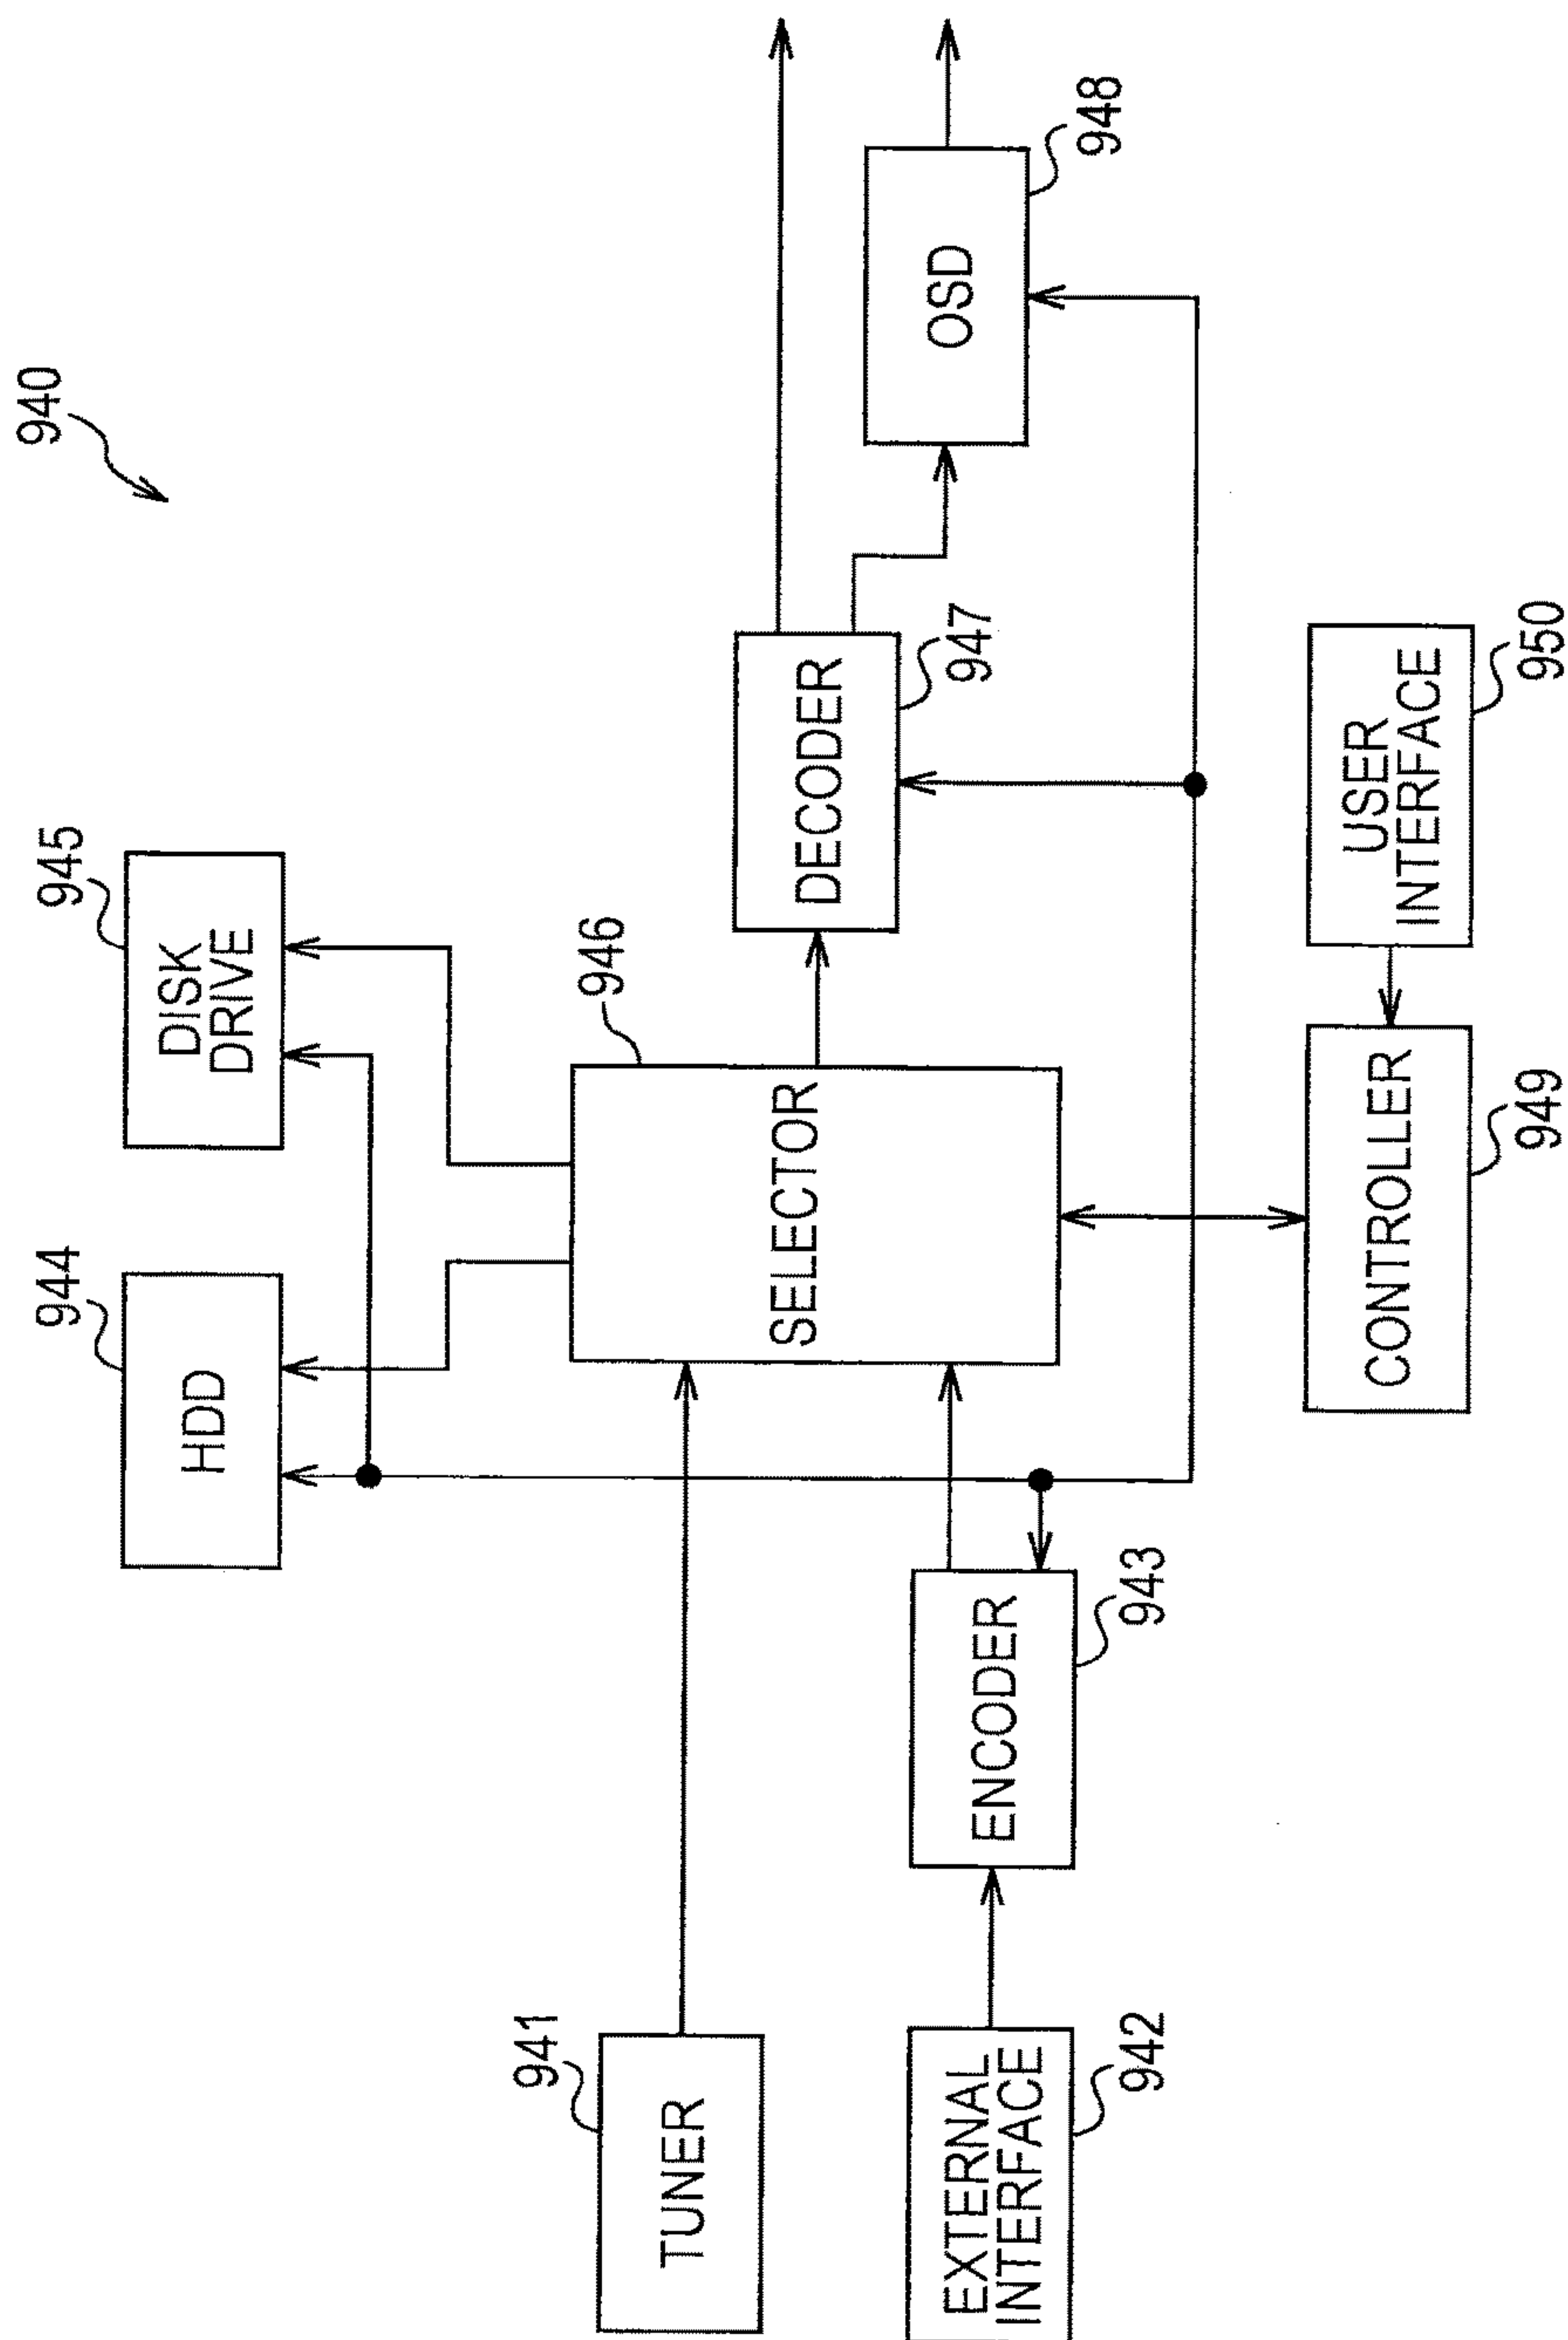 940
944
HDD
945
DISK
DRIVE
941
TUNER
946
SELECTOR
DECODER
947
OSD
948
EXTERNAL
INTERFACE
942
ENCODER
943
CONTROLLER
949
USER
INTERFACE
950